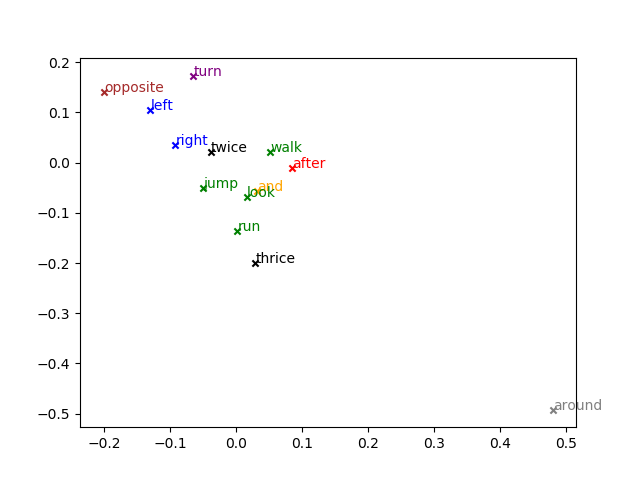 0.2
0.1
0.0
−0.1
−0.2
−0.3
−0.4
−0.5
turn
opposite
left
right
twice
walk
after
jump
and
look
run
thrice
around
−0.2 −0.1 0.0 0.1 0.2 0.3 0.4 0.5